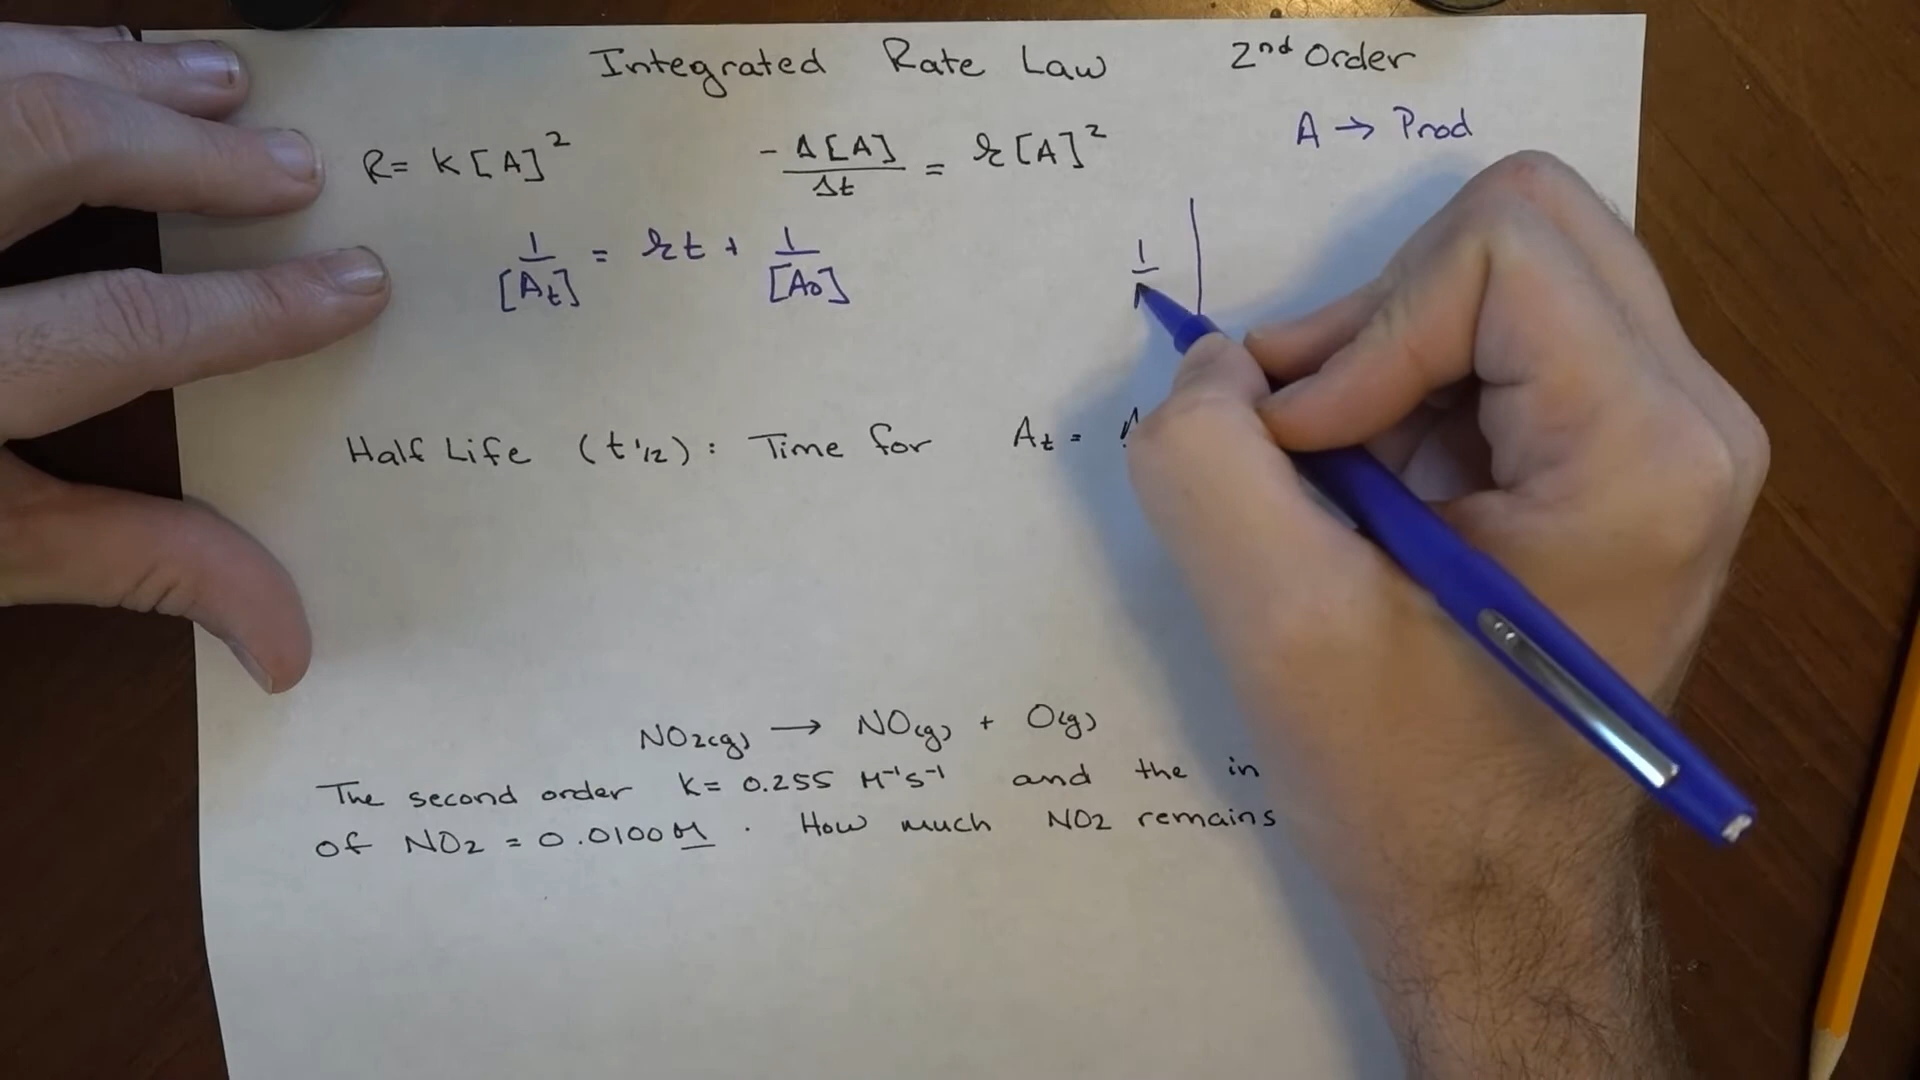 Integrated Rate Law 2nd Order
A → Prod
R = k[A]² -Δ[A]/Δt = k[A]²
1/[At] = kt + 1/[A0]
1
Half Life (t1/2): Time for At =
NO2(g) → NO(g) + O(g)
The second order k= 0.255 M⁻¹s⁻¹ and the in
of NO2 = 0.0100 M . How much NO2 remains